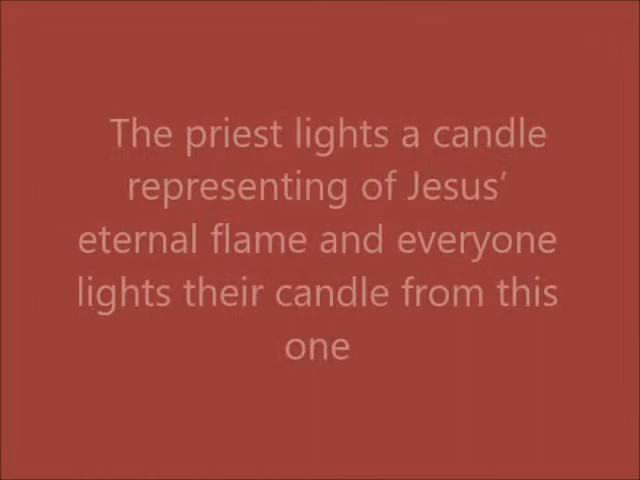 The priest lights a candle
representing of Jesus’
eternal flame and everyone
lights their candle from this
one